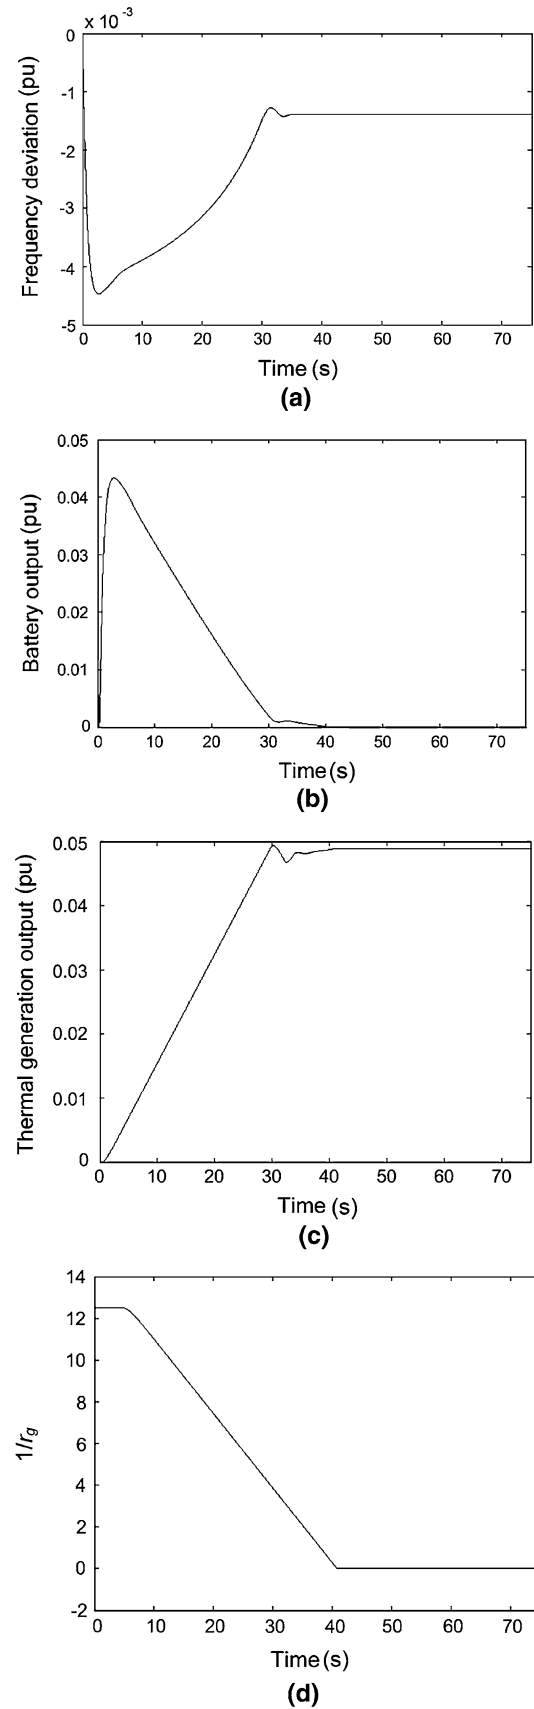 x 10⁻³
0
-1
-2
-3
-4
-5
Frequency deviation (pu)
0 10 20 30 40 50 60 70
Time (s)
(a)
0.05
0.04
0.03
0.02
0.01
0
Battery output (pu)
0 10 20 30 40 50 60 70
Time (s)
(b)
0.05
0.04
0.03
0.02
0.01
0
Thermal generation output (pu)
0 10 20 30 40 50 60 70
Time (s)
(c)
14
12
10
8
6
4
2
0
-2
1/r_g
0 10 20 30 40 50 60 70
Time (s)
(d)